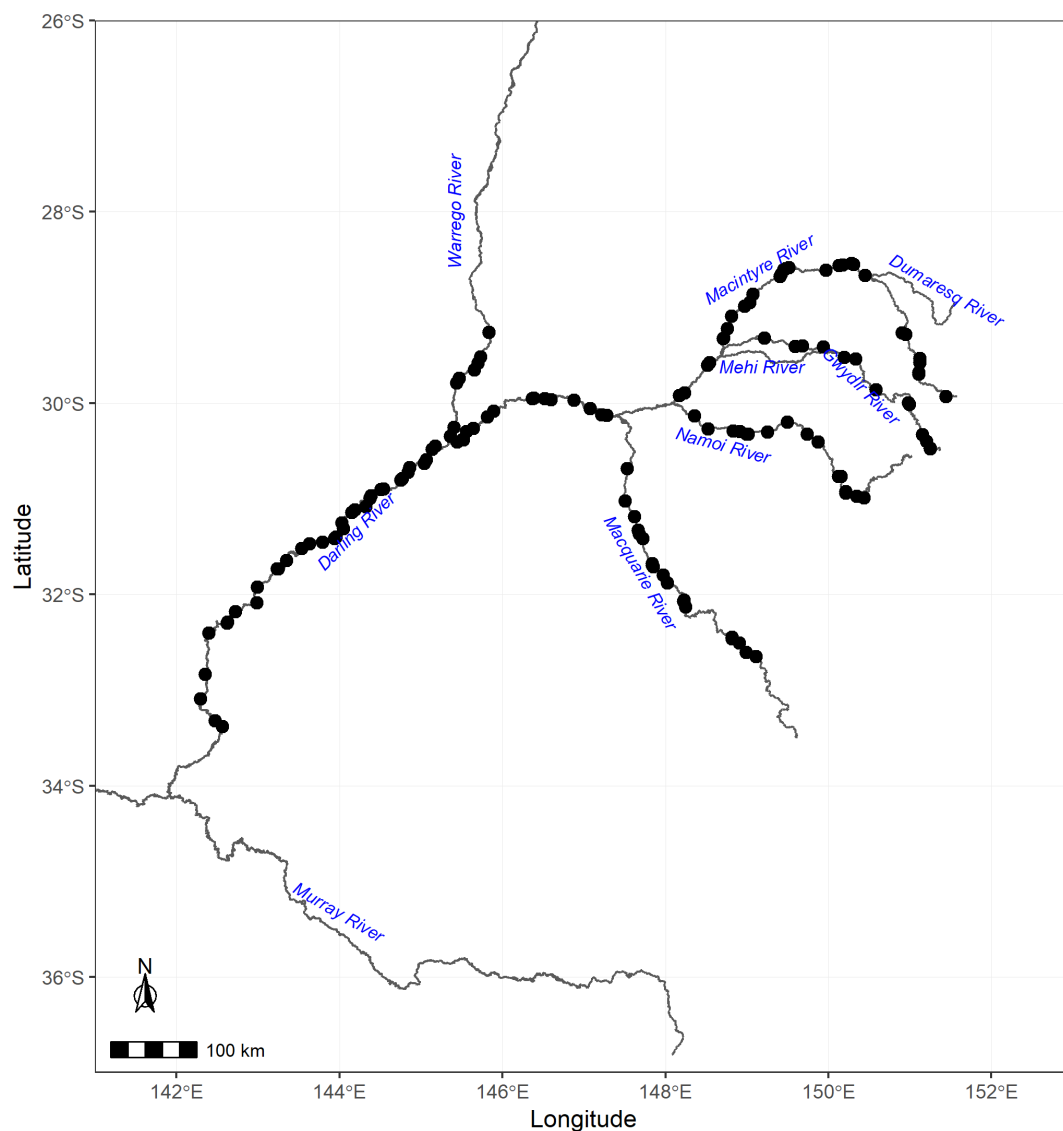 26°S
28°S
30°S
32°S
34°S
36°S
Latitude
Warrego River
Macintyre River
Dumaresq River
Mehi River
Gwydir River
Namoi River
Darling River
Macquarie River
Murray River
N
100 km
142°E
144°E
146°E
148°E
150°E
152°E
Longitude